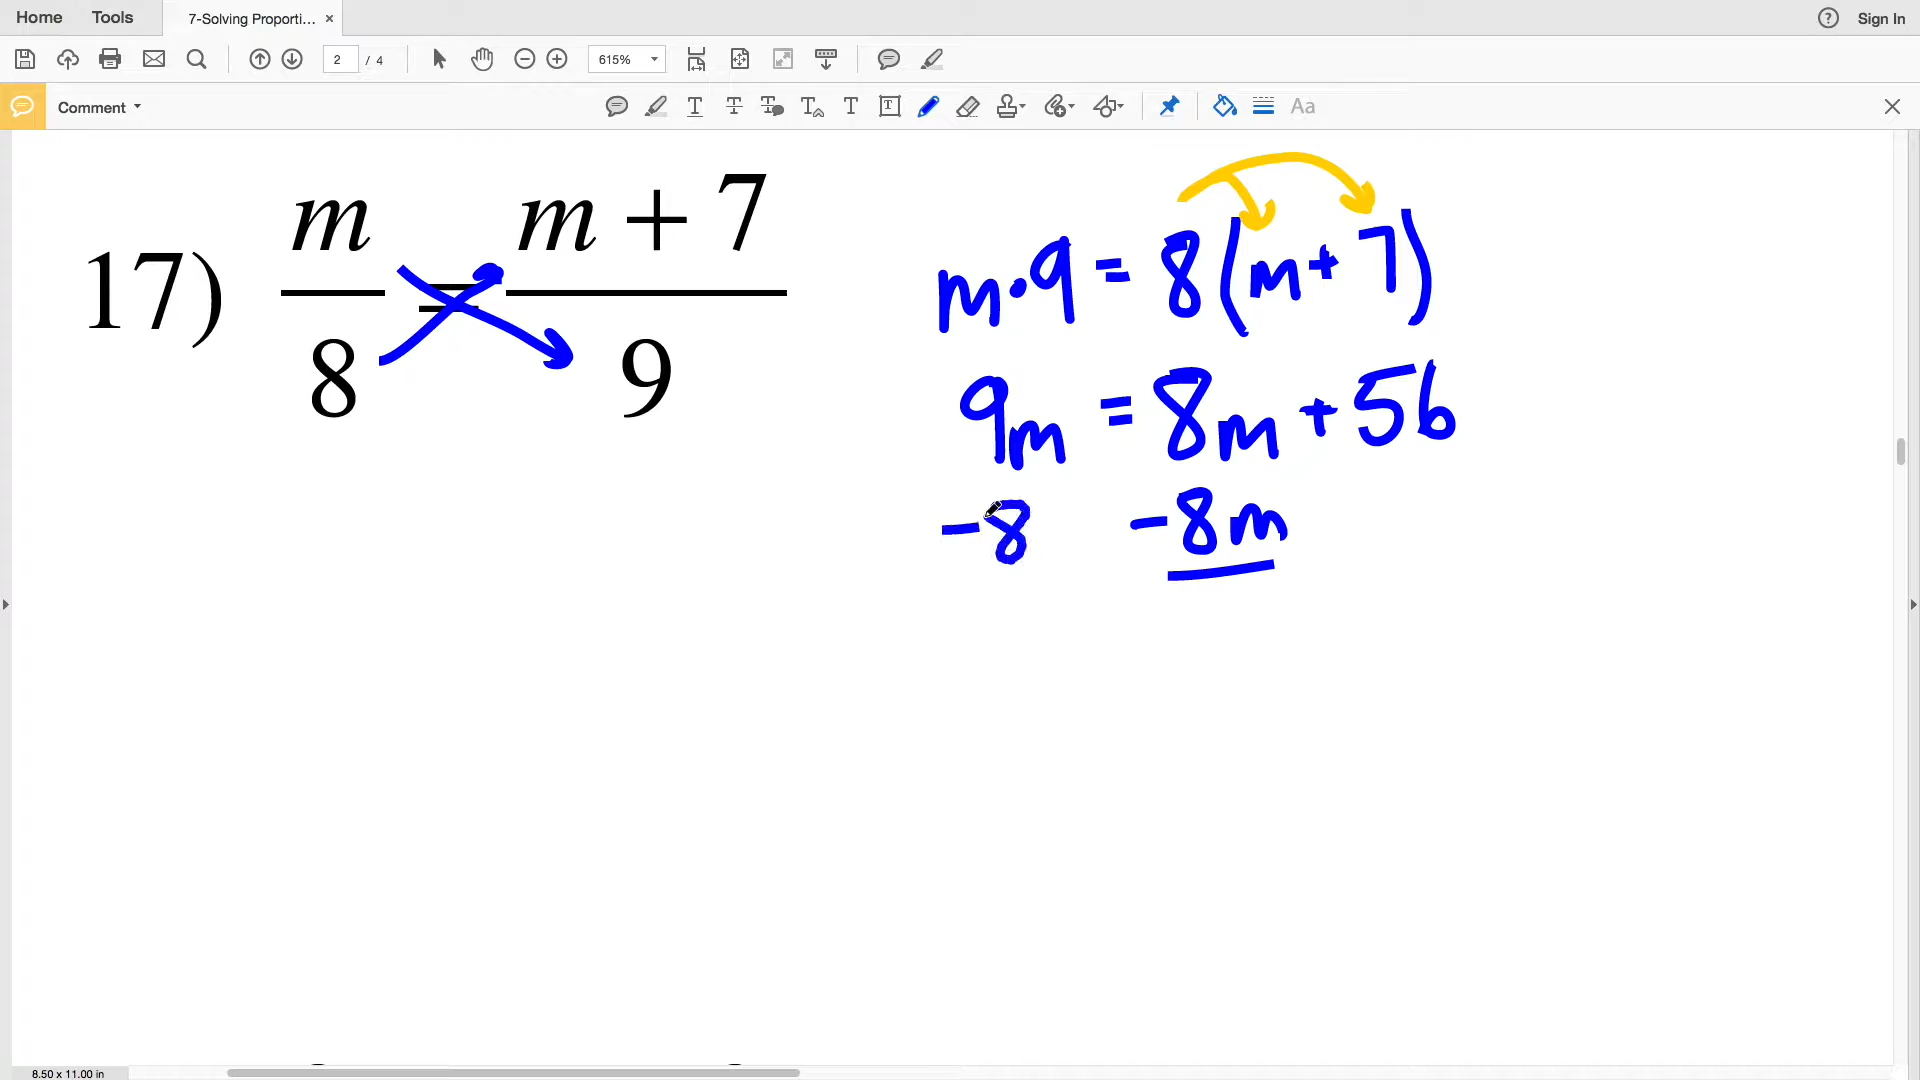 Home Tools 7-Solving Proporti... × ? Sign In
2 / 4 615%
Comment T T T T T T Aa
17) m/8 = m + 7/9
m·9 = 8(m+7)
9m = 8m+56
-8 -8m
8.50 x 11.00 in